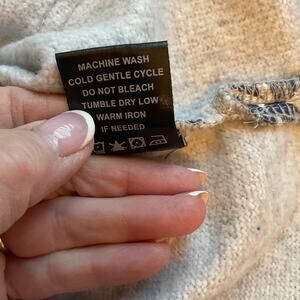 MACHINE WASH
COLD GENTLE CYCLE
DO NOT BLEACH
TUMBLE DRY LOW
WARM IRON
IF NEEDED